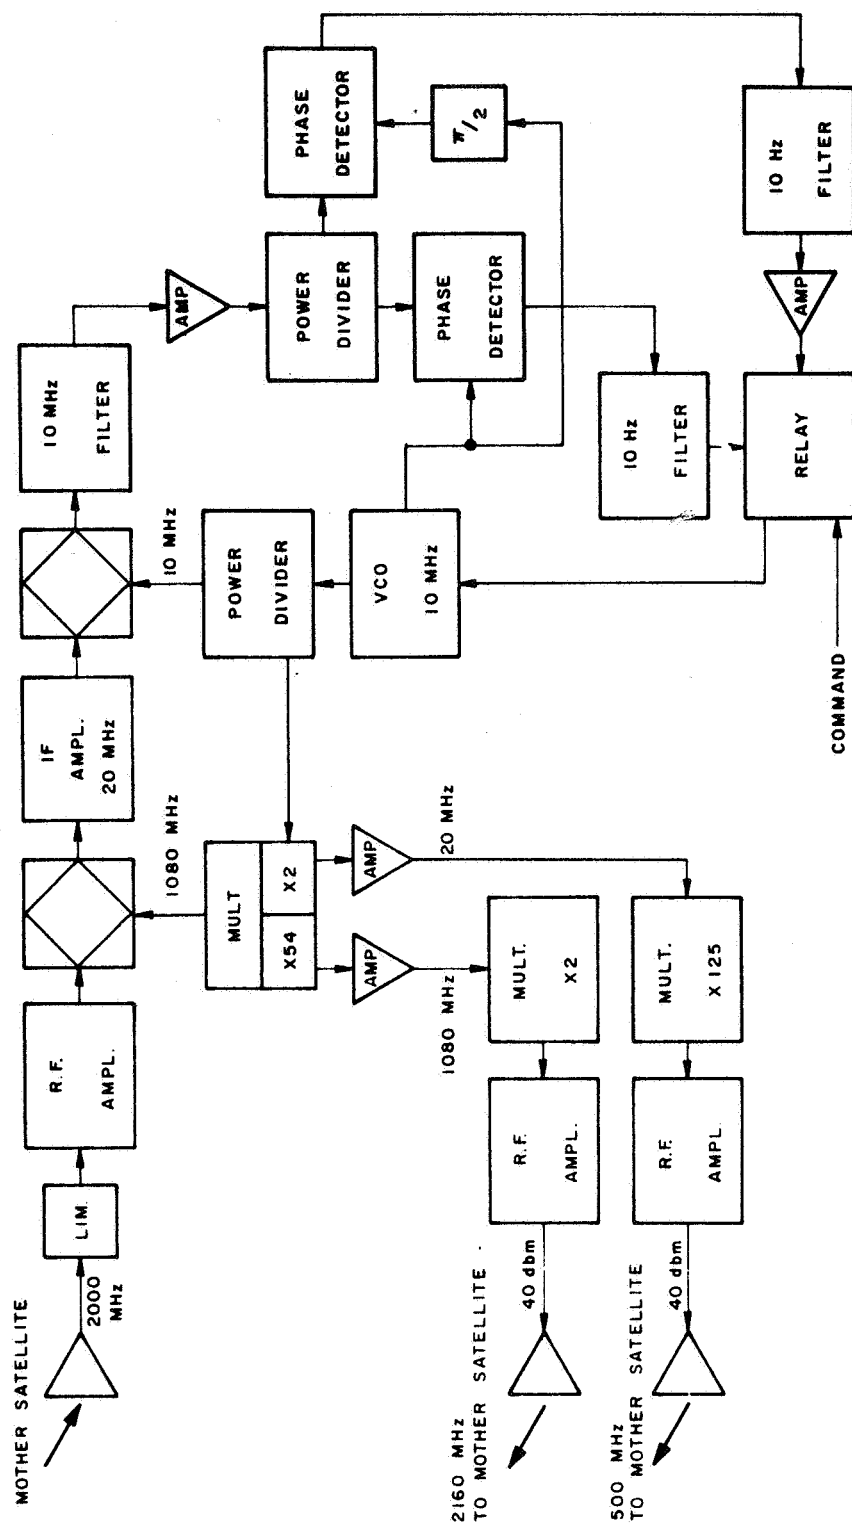 MOTHER SATELLITE
2000
MHz
LIM.
R.F.
AMPL.
1080 MHz
IF
AMPL.
20 MHz
10 MHz
10 MHz
FILTER
AMP
POWER
DIVIDER
PHASE
DETECTOR
π/2
PHASE
DETECTOR
10 Hz
FILTER
AMP
10 Hz
FILTER
RELAY
COMMAND
VCO
10 MHz
POWER
DIVIDER
MULT
X54
X2
AMP
AMP
1080 MHz
20 MHz
MULT.
X2
MULT.
X125
R.F.
AMPL.
R.F.
AMPL.
40 dbm
40 dbm
2160 MHz
TO MOTHER SATELLITE
500 MHz
TO MOTHER SATELLITE